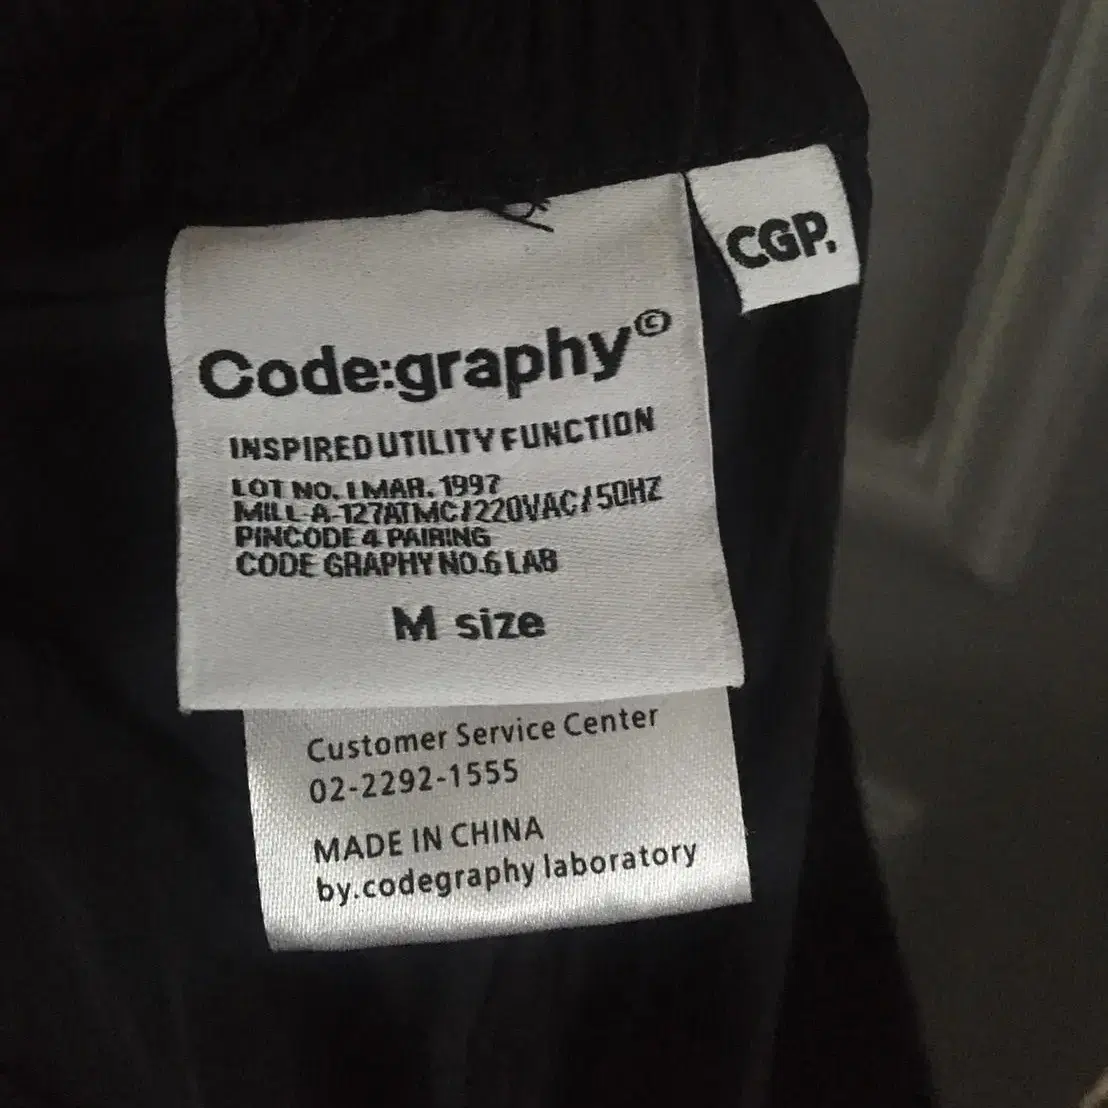 CGP.
Code:graphy©
INSPIRED UTILITY FUNCTION
LOT NO. 1 MAR. 1997
MILL-A-127ATMC/220VAC/50HZ
PINCODE 4 PAIRING
CODE GRAPHY NO.6 LAB
M size
Customer Service Center
02-2292-1555
MADE IN CHINA
by.codegraphy laboratory